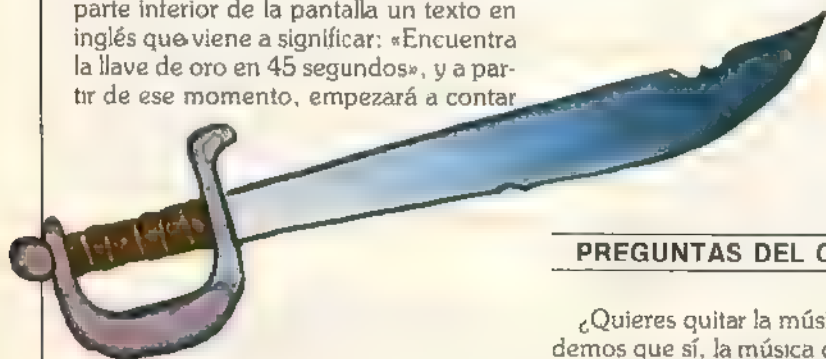 parte inferior de la pantalla un texto en
inglés que viene a significar: «Encuentra
la llave de oro en 45 segundos», y a par-
tir de ese momento, empezará a contar
PREGUNTAS DEL
¿Quieres quitar la
demos que sí, la música